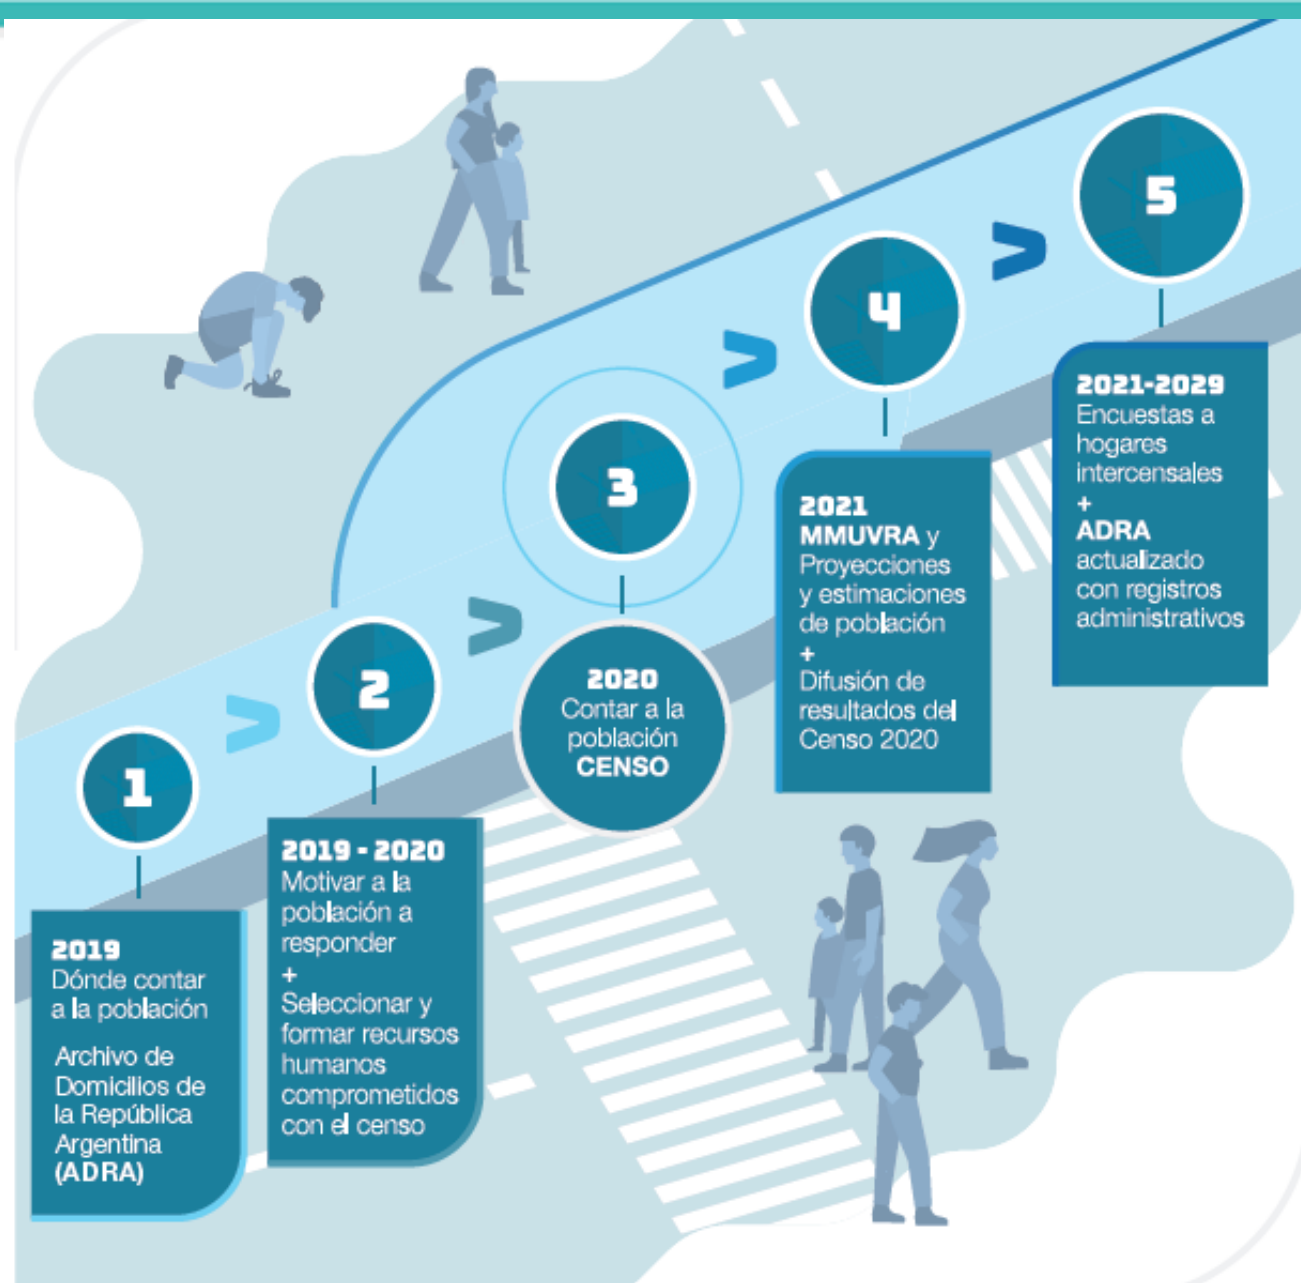 1
2019
Dónde contar
a la población
Archivo de
Domicilios de
la República
Argentina
(ADRA)
2
2019 - 2020
Motivar a la
población a
responder
+
Seleccionar y
formar recursos
humanos
comprometidos
con el censo
3
2020
Contar a la
población
CENSO
4
2021
MMUVRA y
Proyecciones
y estimaciones
de población
+
Difusión de
resultados del
Censo 2020
5
2021-2029
Encuestas a
hogares
intercensales
+
ADRA
actualizado
con registros
administrativos